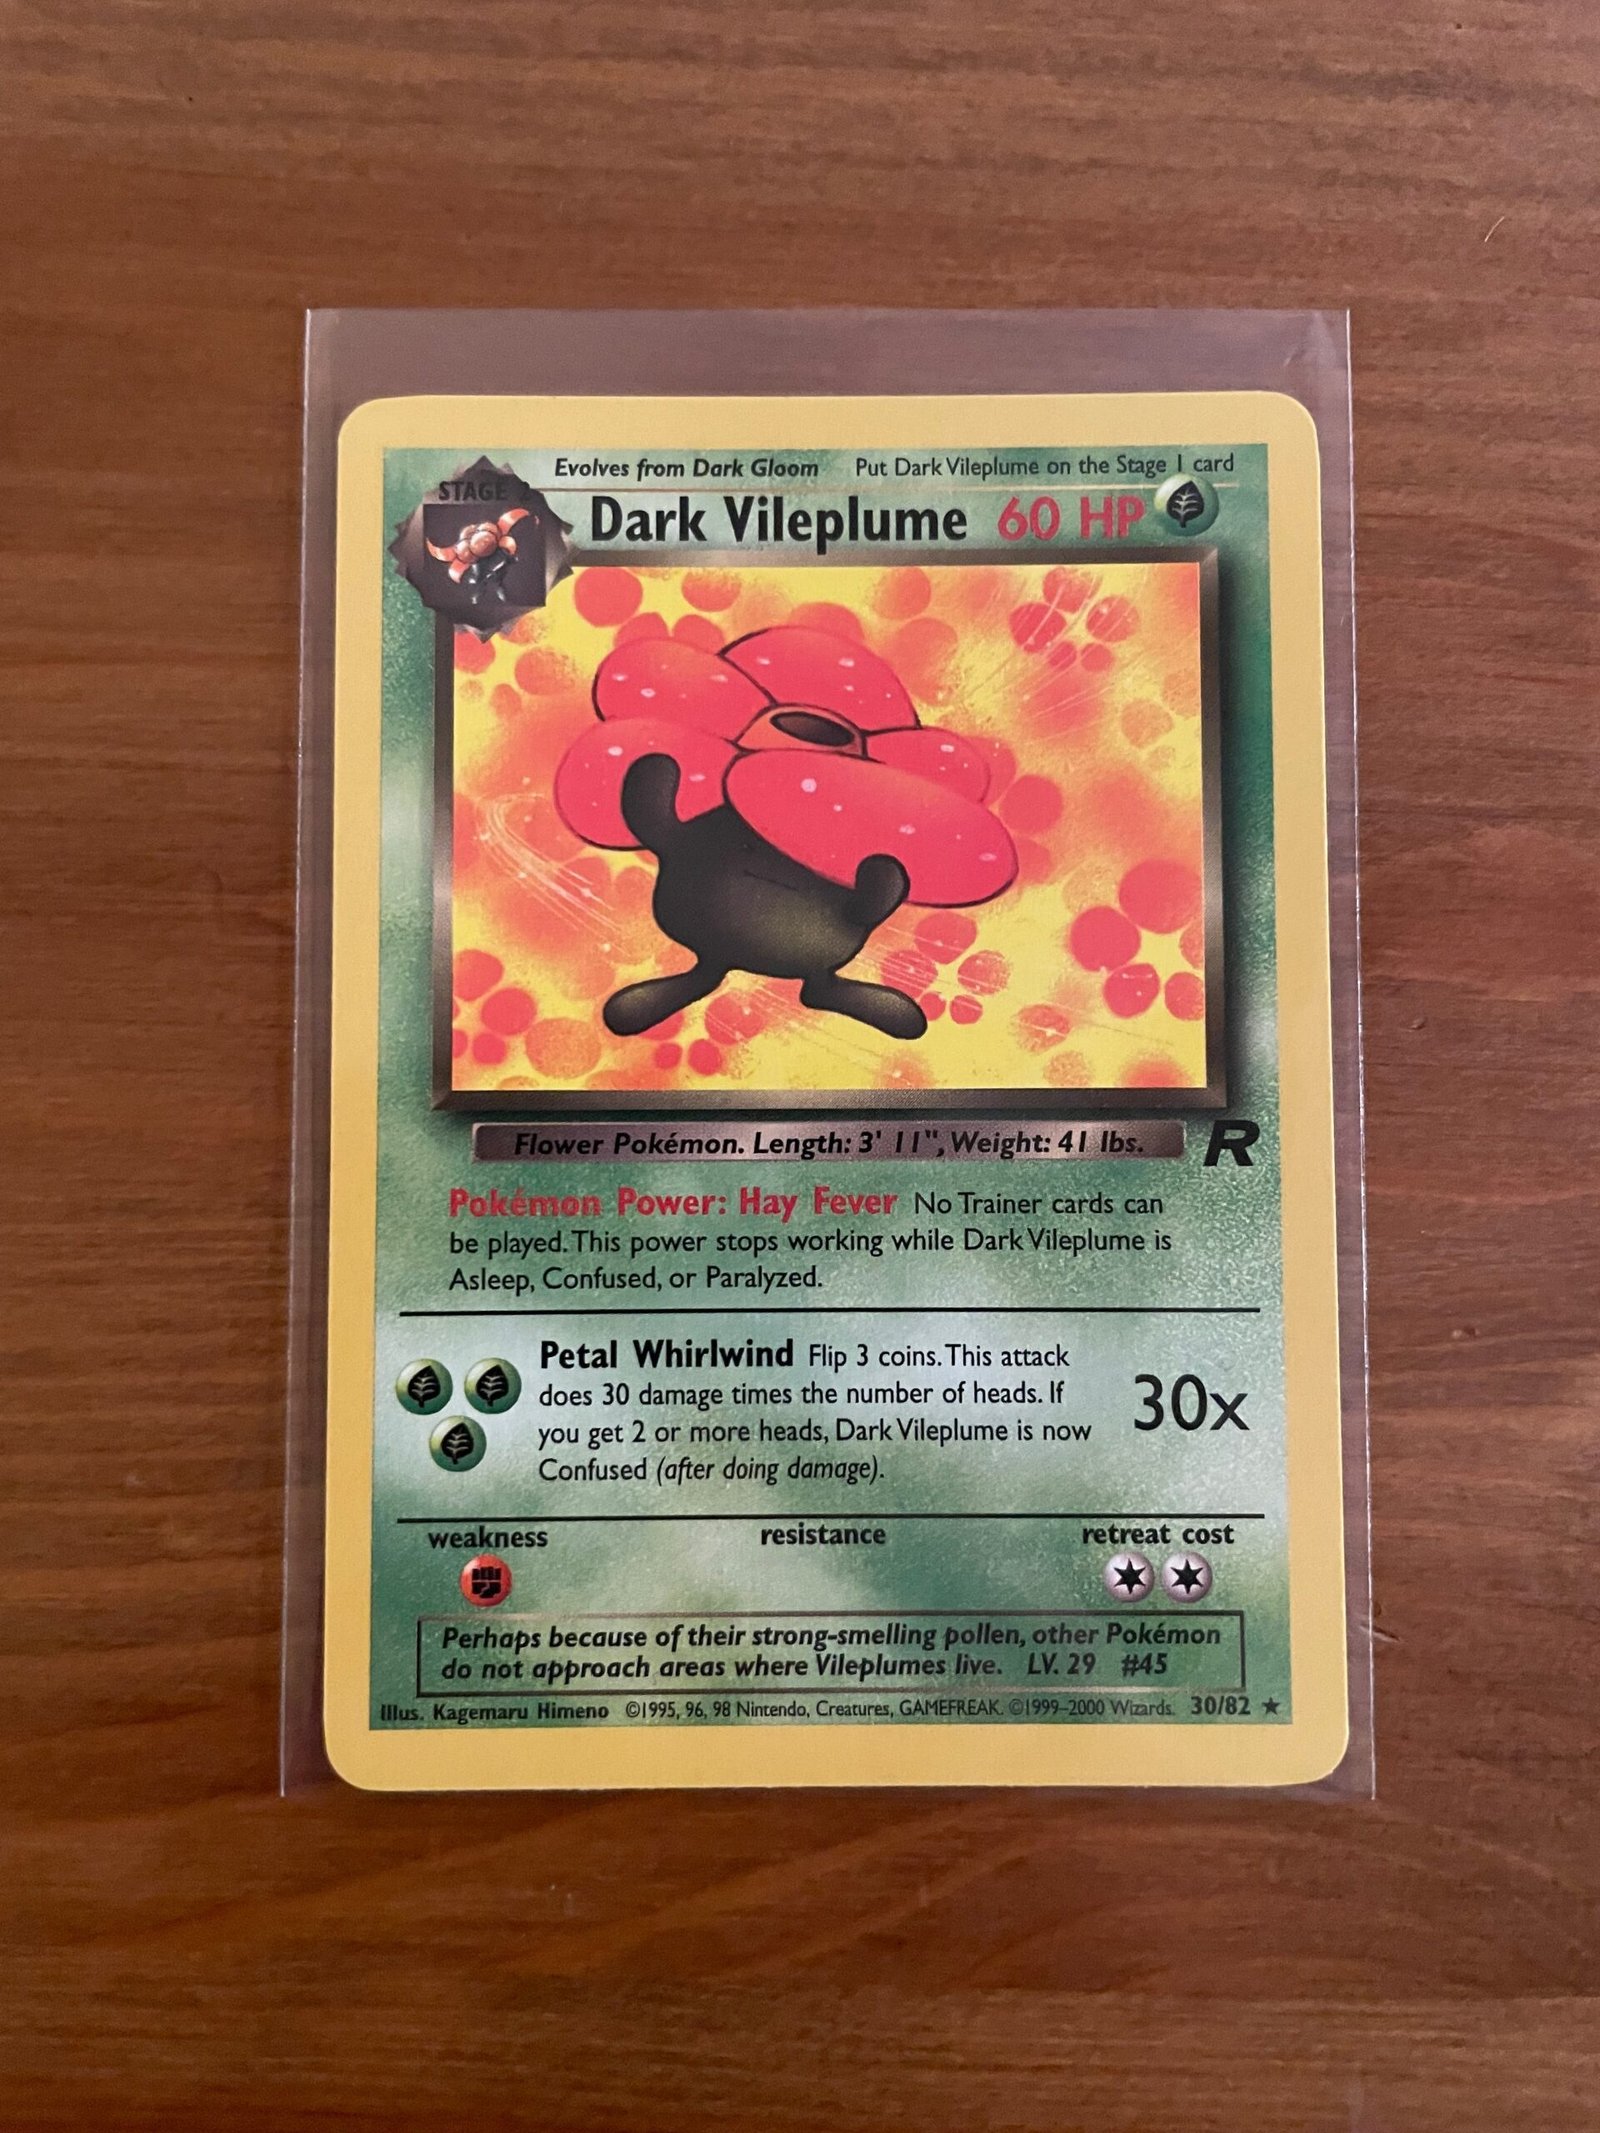 Evolves from Dark Gloom Put Dark Vileplume on the Stage 1 card
STAGE 2
Dark Vileplume 60 HP
Flower Pokémon. Length: 3' 11", Weight: 41 lbs.
R
Pokémon Power: Hay Fever No Trainer cards can
be played. This power stops working while Dark Vileplume is
Asleep, Confused, or Paralyzed.
Petal Whirlwind Flip 3 coins. This attack
does 30 damage times the number of heads. If
you get 2 or more heads, Dark Vileplume is now
Confused (after doing damage).
30x
weakness resistance retreat cost
Perhaps because of their strong-smelling pollen, other Pokémon
do not approach areas where Vileplumes live. LV. 29 #45
Illus. Kagemaru Himeno ©1995, 96, 98 Nintendo, Creatures, GAMEFREAK. ©1999–2000 Wizards. 30/82 ★